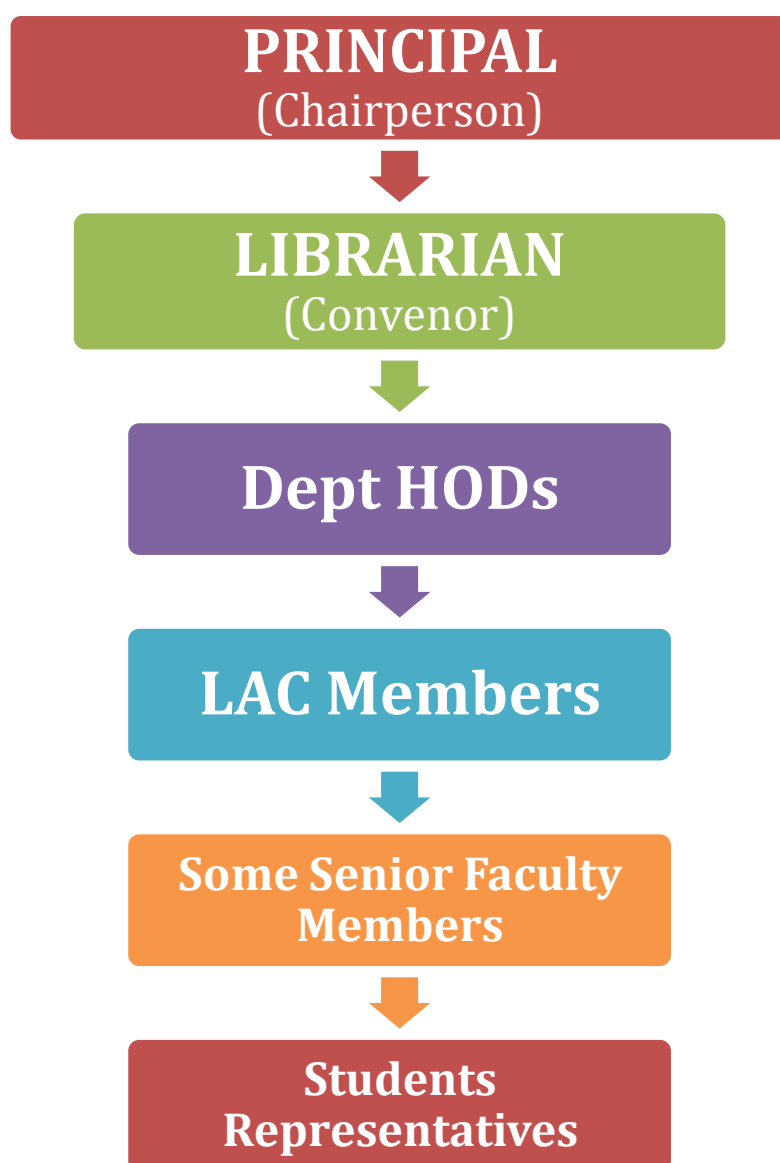 PRINCIPAL
(Chairperson)
LIBRARIAN
(Convenor)
Dept HODs
LAC Members
Some Senior Faculty
Members
Students
Representatives